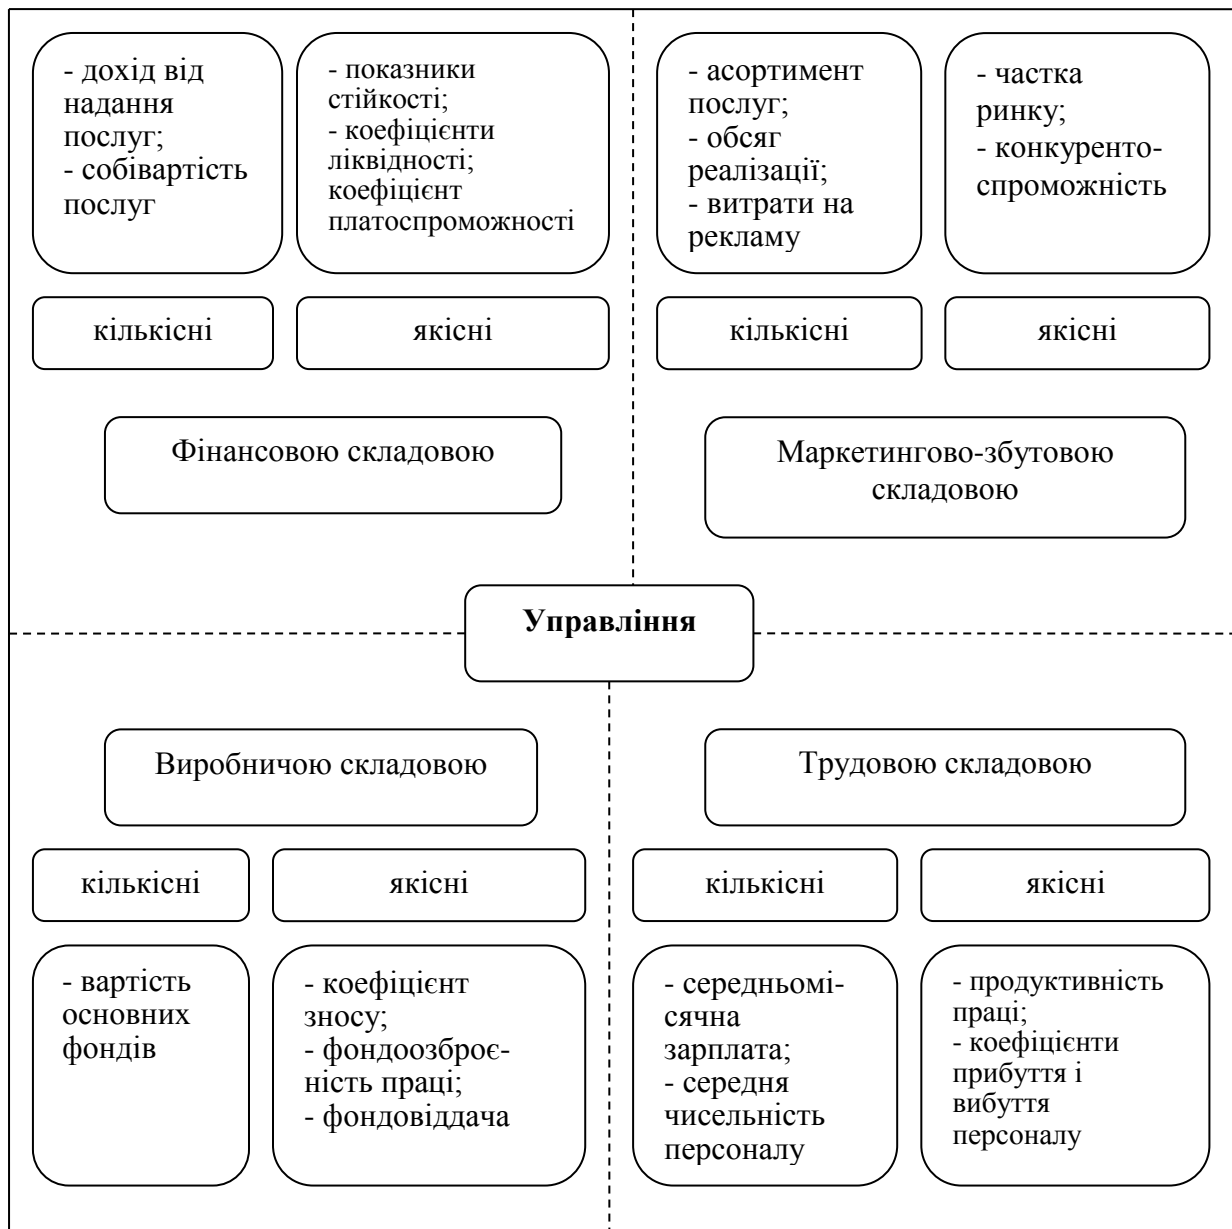 - дохід від
надання
послуг;
- собівартість
послуг
- показники
стійкості;
- коефіцієнти
ліквідності;
коефіцієнт
платоспроможності
- асортимент
послуг;
- обсяг
реалізації;
- витрати на
рекламу
- частка
ринку;
- конкуренто-
спроможність
кількісні
якісні
кількісні
якісні
Фінансовою складовою
Маркетингово-збутовою
складовою
Управління
Виробничою складовою
Трудовою складовою
кількісні
якісні
кількісні
якісні
- вартість
основних
фондів
- коефіцієнт
зносу;
- фондоозброє-
ність праці;
- фондовіддача
- середньомі-
сячна
зарплата;
- середня
чисельність
персоналу
- продуктивність
праці;
- коефіцієнти
прибуття і
вибуття
персоналу